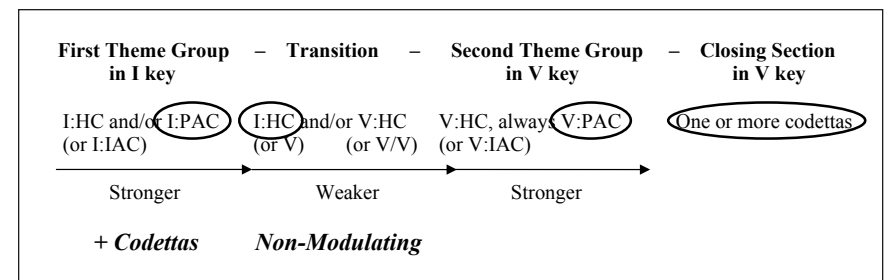 First Theme Group – Transition – Second Theme Group – Closing Section
in I key in V key in V key
I:HC and/or I:PAC I:HC and/or V:HC V:HC, always V:PAC One or more codettas
(or I:IAC) (or V) (or V/V) (or V:IAC)
Stronger Weaker Stronger
+ Codettas Non-Modulating